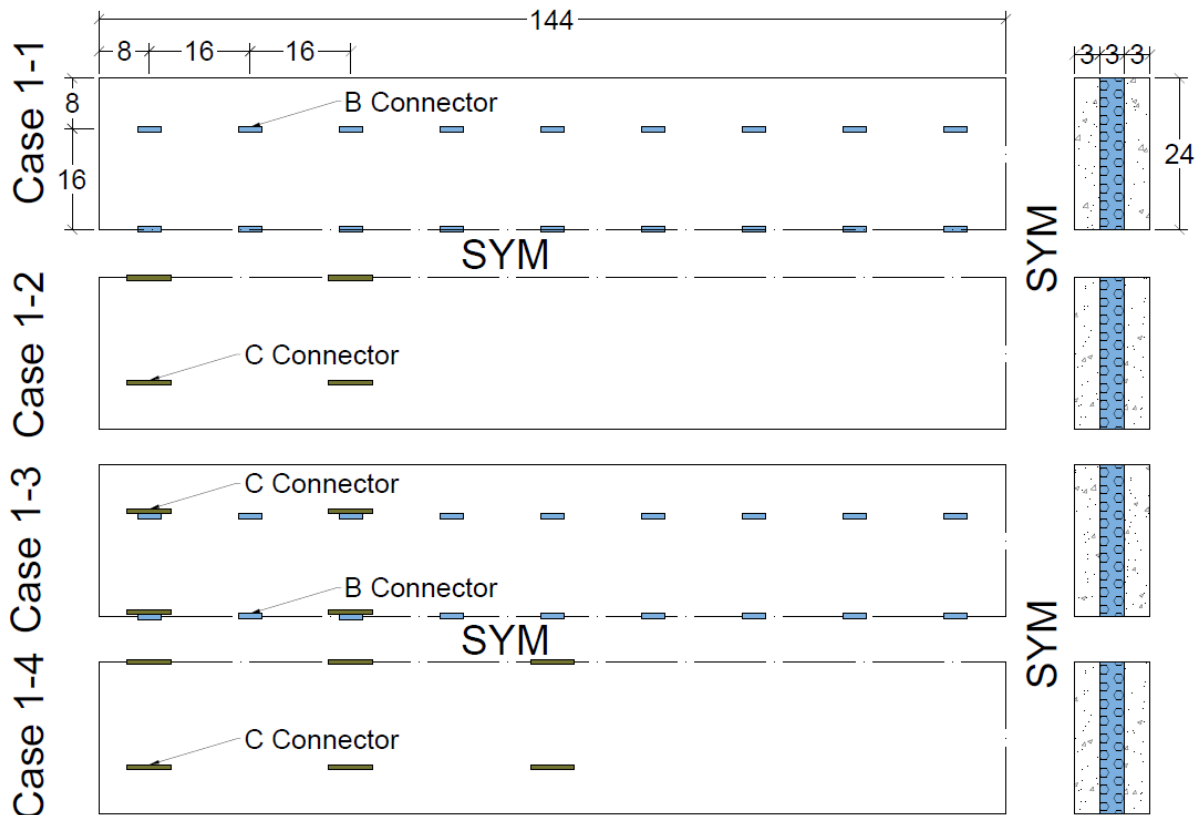 144
8 16 16
3 3 3
Case 1-1
8
B Connector
16
24
SYM
SYM
Case 1-2
C Connector
Case 1-3
C Connector
B Connector
SYM
SYM
Case 1-4
C Connector